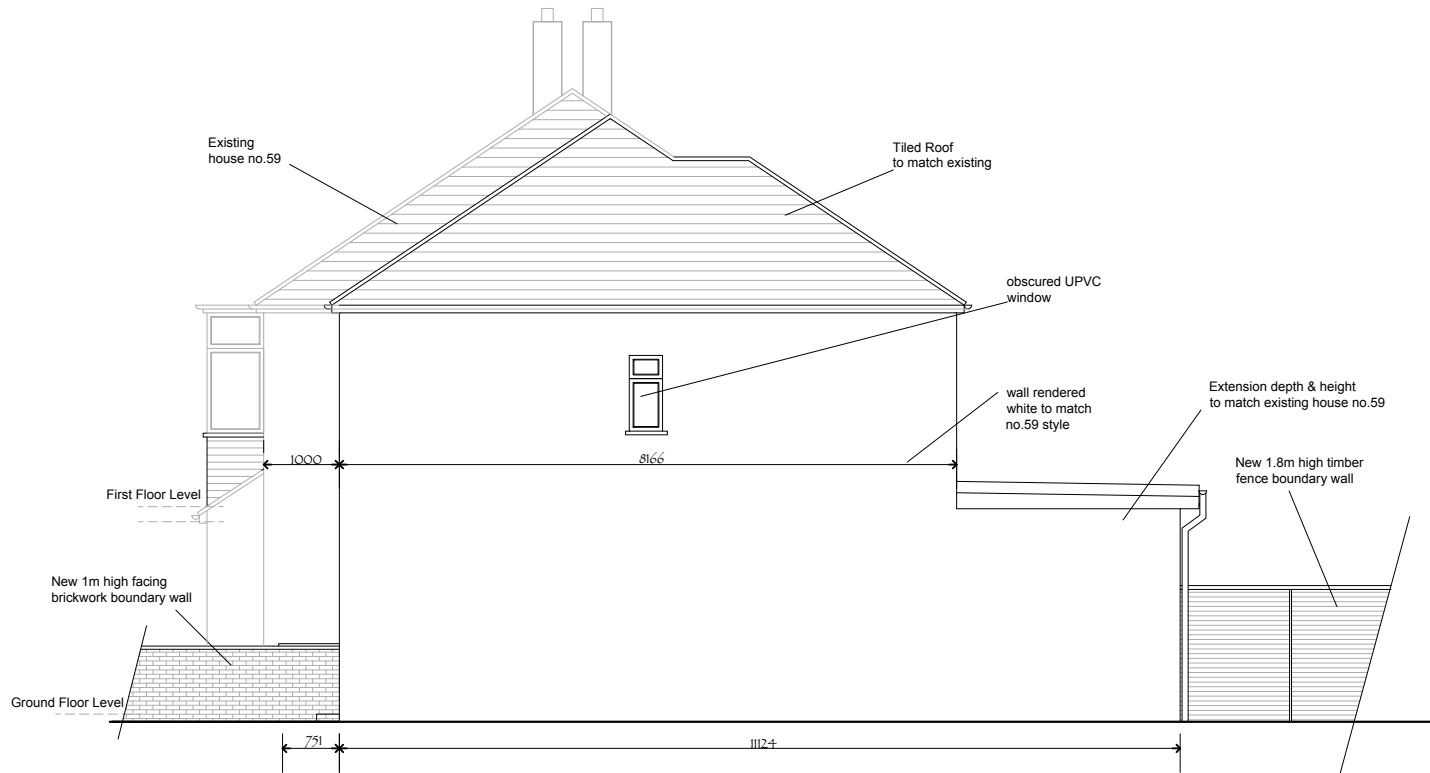 Existing
house no.59
Tiled Roof
to match existing
obscured UPVC
window
wall rendered
white to match
no.59 style
Extension depth & height
to match existing house no.59
1000
8166
New 1.8m high timber
fence boundary wall
First Floor Level
New 1m high facing
brickwork boundary wall
Ground Floor Level
751
11124